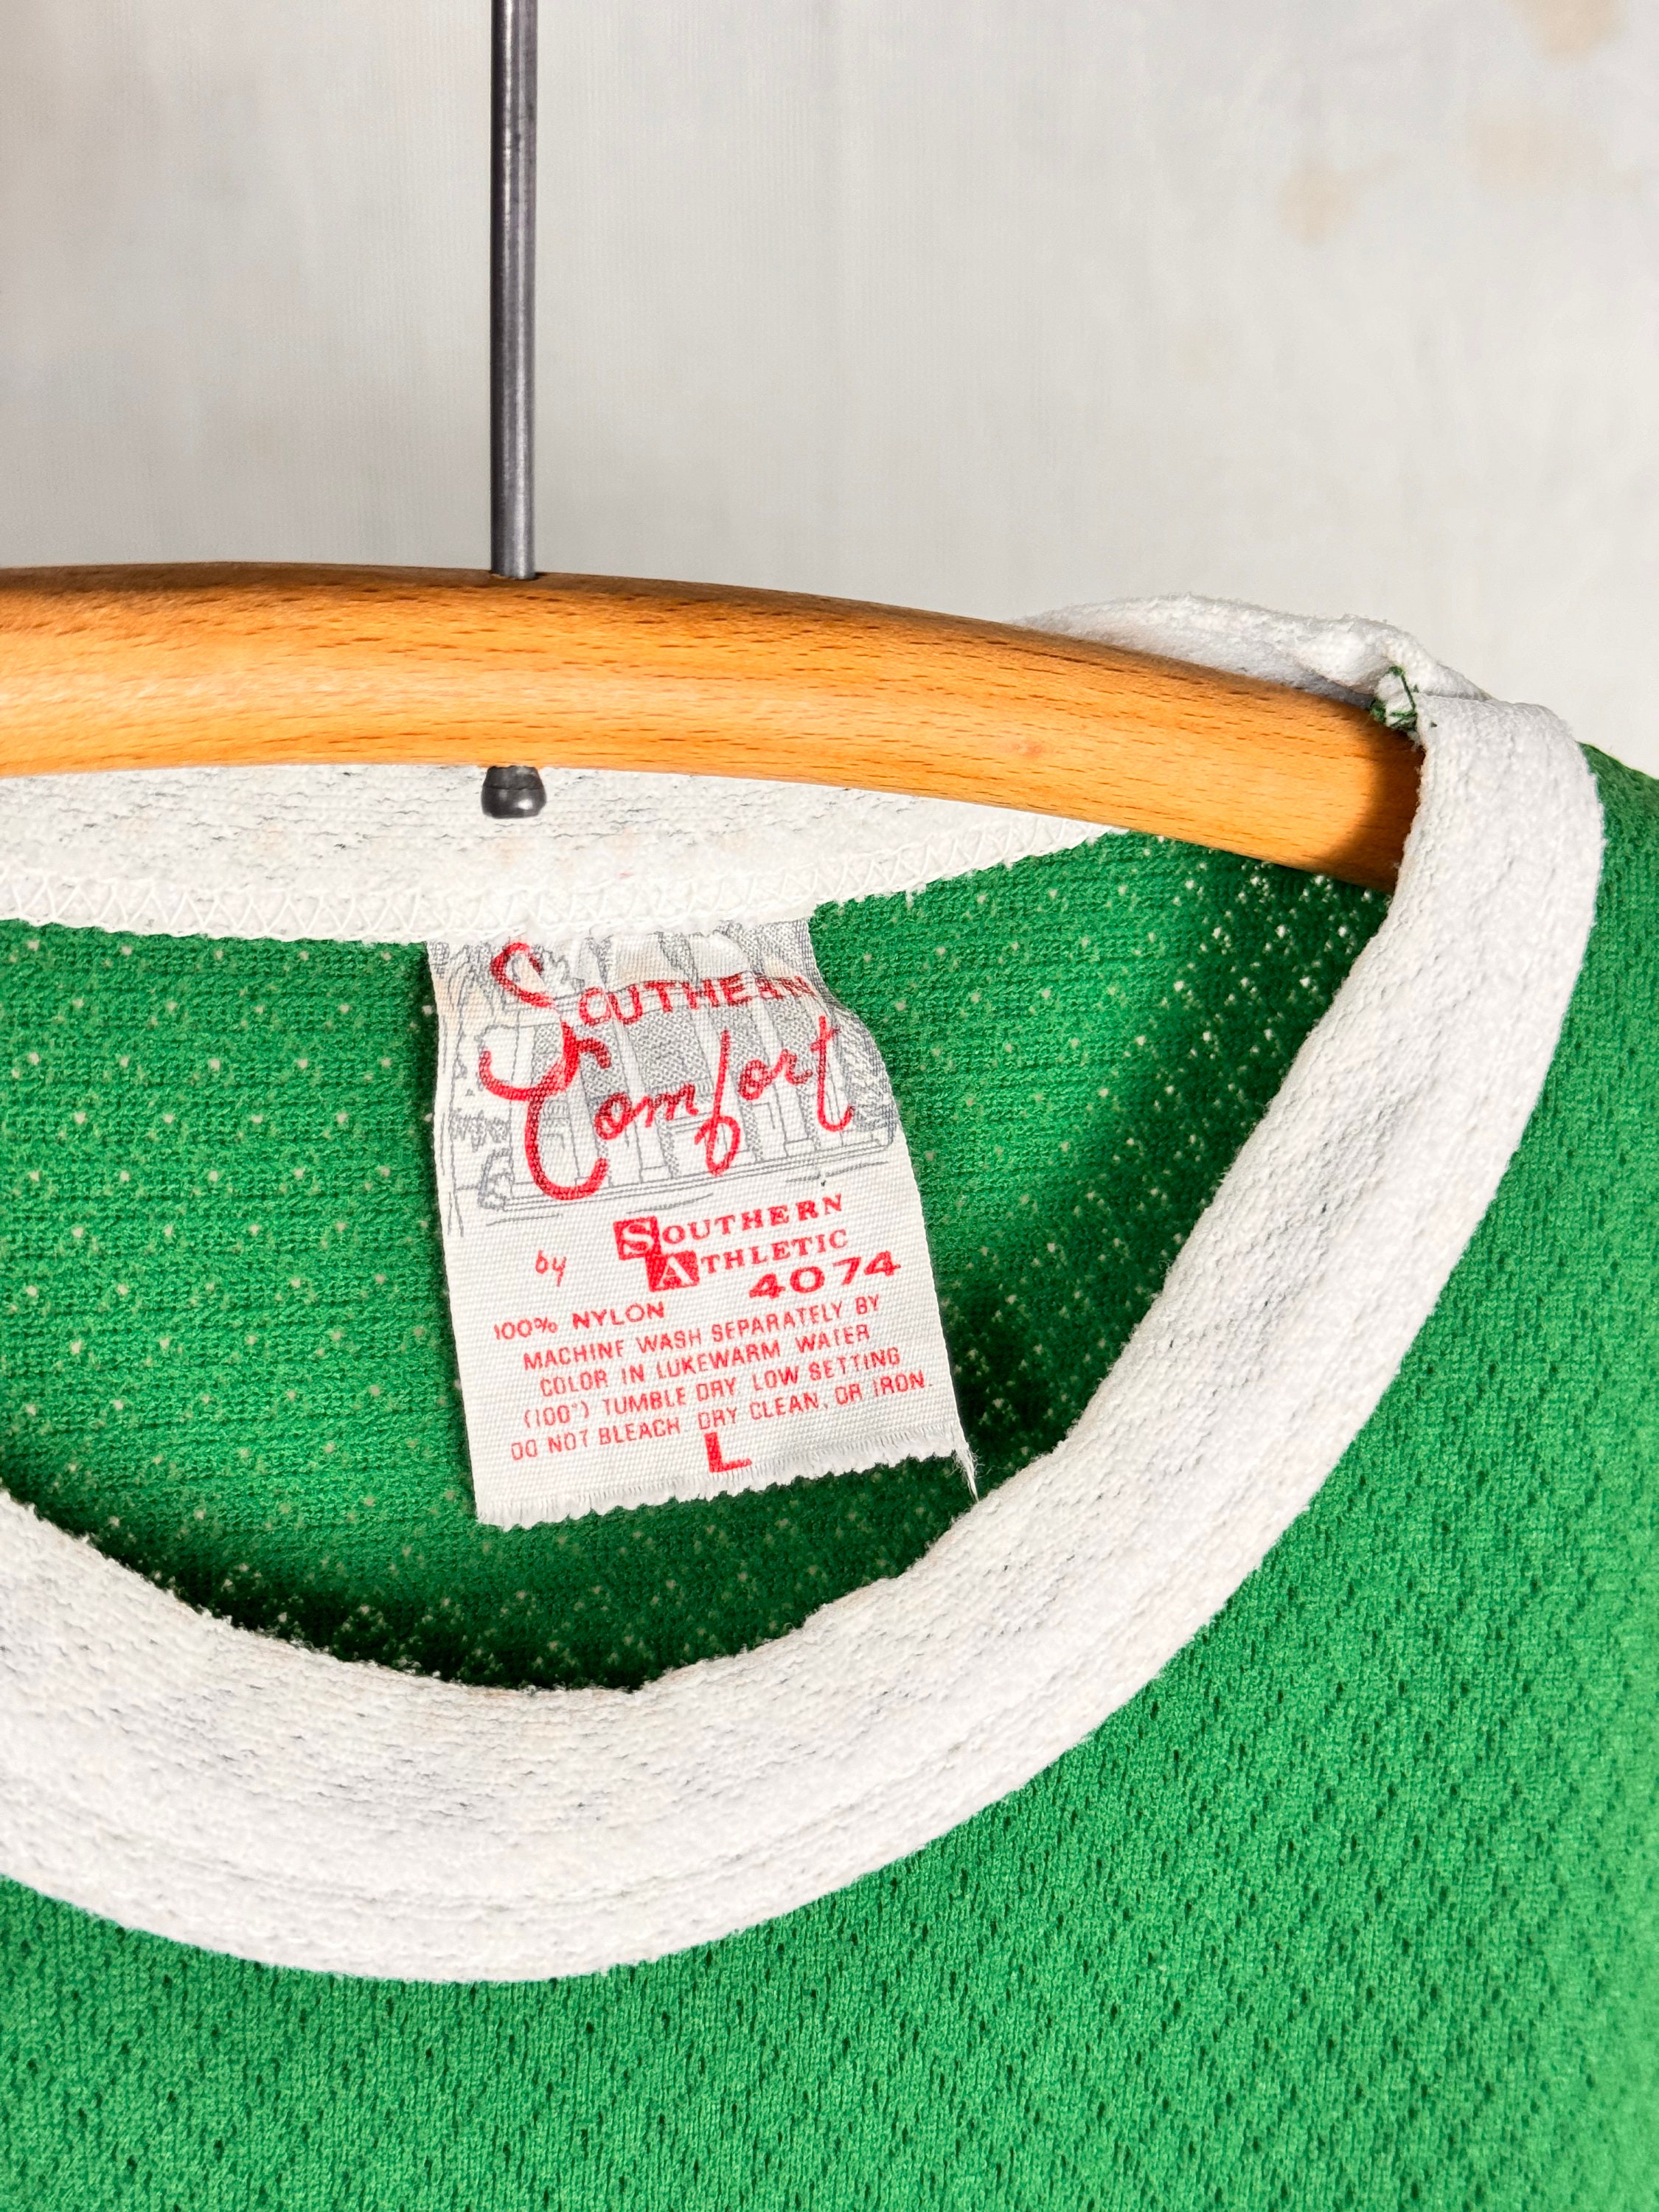 SOUTHERN
Comfort
by SOUTHERN
ATHLETIC
4074
100% NYLON
MACHINE WASH SEPARATELY BY
COLOR IN LUKEWARM WATER
(100°) TUMBLE DRY LOW SETTING
DO NOT BLEACH DRY CLEAN, OR IRON.
L